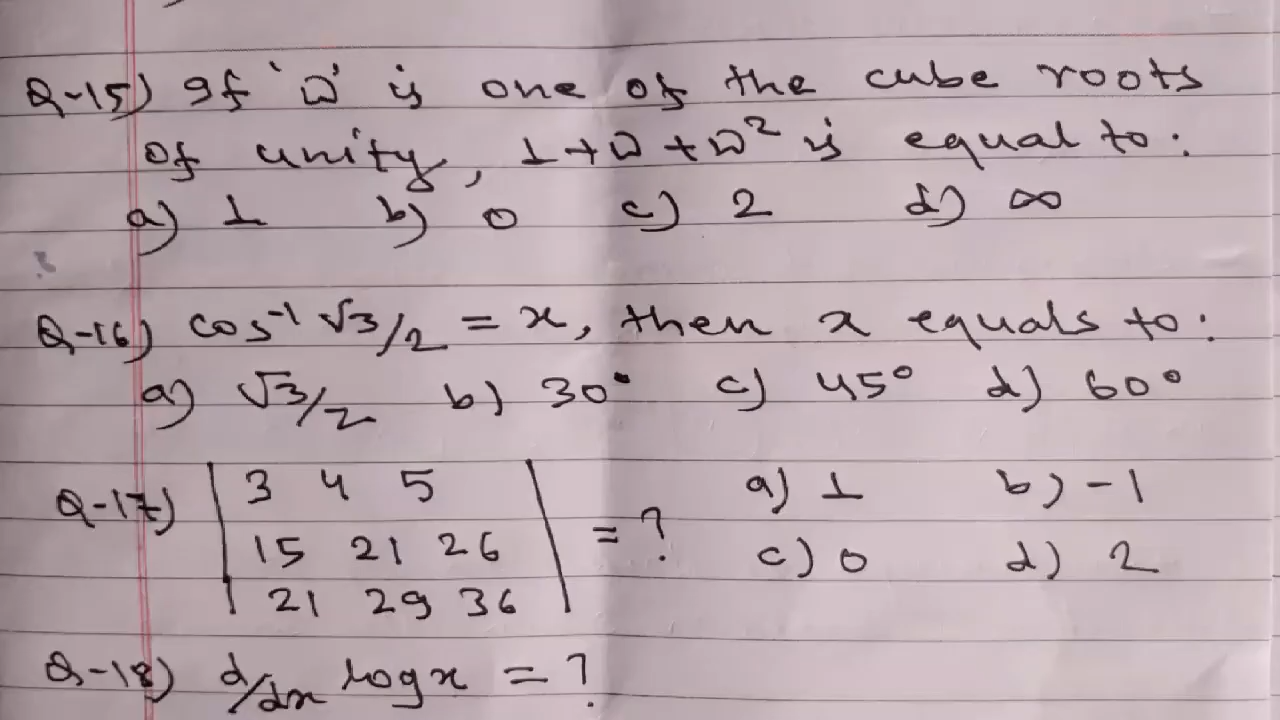 Q-15) If 'ω' is one of the cube roots
of unity, 1+ω+ω² is equal to:
a) 1 b) 0 c) 2 d) ∞
Q-16) cos⁻¹ √3/2 = x, then x equals to:
a) √3/2 b) 30° c) 45° d) 60°
Q-17) | 3 4 5 | a) 1 b) -1
| 15 21 26 | = ? c) 0 d) 2
| 21 29 36 |
Q-18) d/dx logx = ?